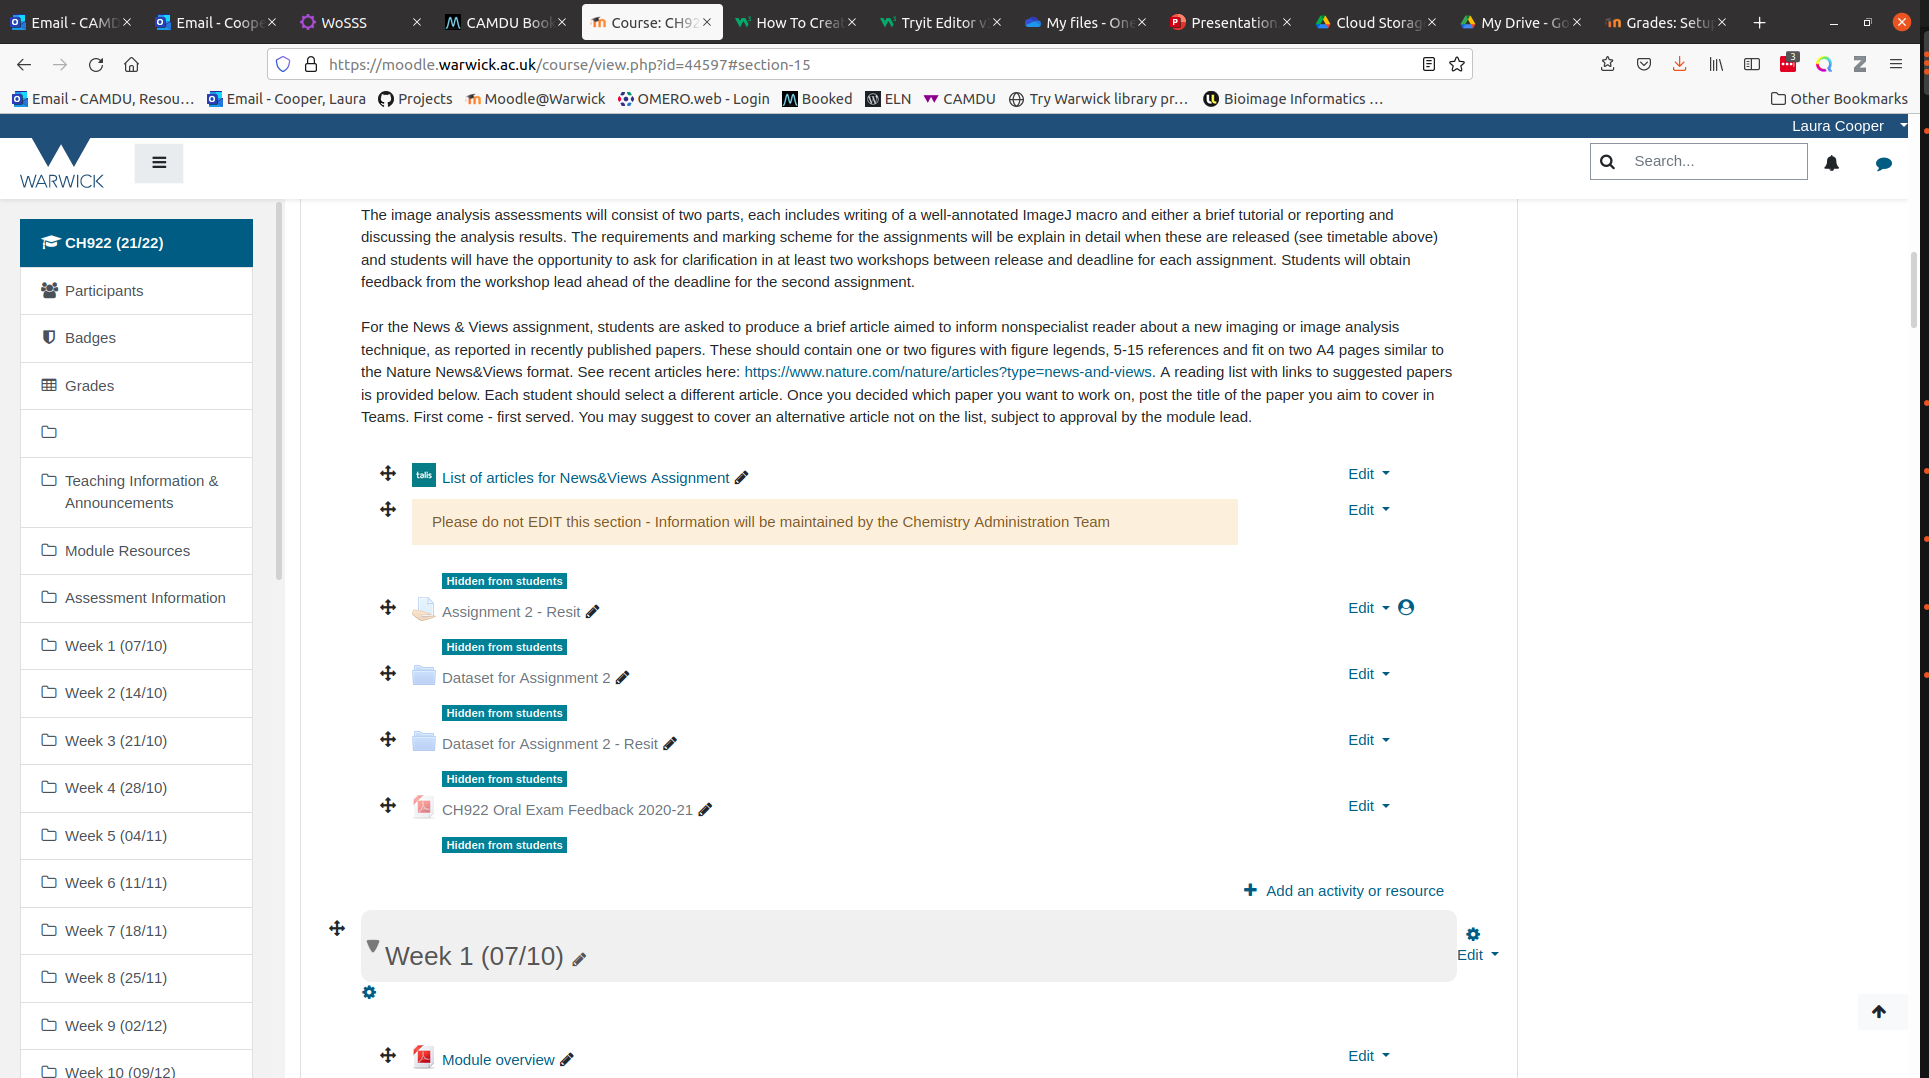 Email - CAMD
Email - Coope
WoSSS
CAMDU Book
Course: CH92
How To Creat
Tryit Editor v
My files - One
Presentation
Cloud Storag
My Drive - Go
Grades: Setu
https://moodle.warwick.ac.uk/course/view.php?id=44597#section-15
3
Email - CAMDU, Resou…
Email - Cooper, Laura
Projects
Moodle@Warwick
OMERO.web - Login
Booked
ELN
CAMDU
Try Warwick library pr…
Bioimage Informatics …
Other Bookmarks
Laura Cooper
WARWICK
Search...
CH922 (21/22)
Participants
Badges
Grades
Teaching Information &
Announcements
Module Resources
Assessment Information
Week 1 (07/10)
Week 2 (14/10)
Week 3 (21/10)
Week 4 (28/10)
Week 5 (04/11)
Week 6 (11/11)
Week 7 (18/11)
Week 8 (25/11)
Week 9 (02/12)
Week 10 (09/12)
The image analysis assessments will consist of two parts, each includes writing of a well-annotated ImageJ macro and either a brief tutorial or reporting and
discussing the analysis results. The requirements and marking scheme for the assignments will be explain in detail when these are released (see timetable above)
and students will have the opportunity to ask for clarification in at least two workshops between release and deadline for each assignment. Students will obtain
feedback from the workshop lead ahead of the deadline for the second assignment.
For the News & Views assignment, students are asked to produce a brief article aimed to inform nonspecialist reader about a new imaging or image analysis
technique, as reported in recently published papers. These should contain one or two figures with figure legends, 5-15 references and fit on two A4 pages similar to
the Nature News&Views format. See recent articles here: https://www.nature.com/nature/articles?type=news-and-views. A reading list with links to suggested papers
is provided below. Each student should select a different article. Once you decided which paper you want to work on, post the title of the paper you aim to cover in
Teams. First come - first served. You may suggest to cover an alternative article not on the list, subject to approval by the module lead.
talis List of articles for News&Views Assignment Edit
Please do not EDIT this section - Information will be maintained by the Chemistry Administration Team Edit
Hidden from students
Assignment 2 - Resit Edit
Hidden from students
Dataset for Assignment 2 Edit
Hidden from students
Dataset for Assignment 2 - Resit Edit
Hidden from students
CH922 Oral Exam Feedback 2020-21 Edit
Hidden from students
Add an activity or resource
Week 1 (07/10) Edit
Module overview Edit